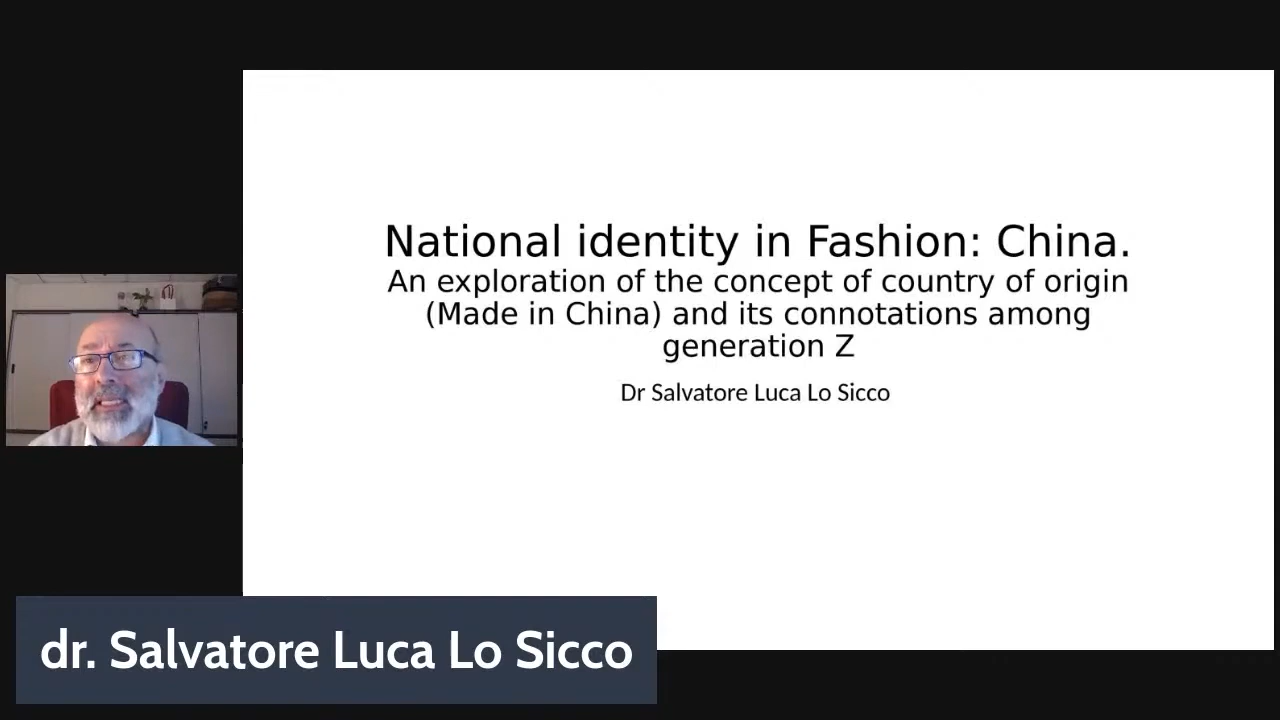 National identity in Fashion: China.
An exploration of the concept of country of origin
(Made in China) and its connotations among
generation Z
Dr Salvatore Luca Lo Sicco
dr. Salvatore Luca Lo Sicco